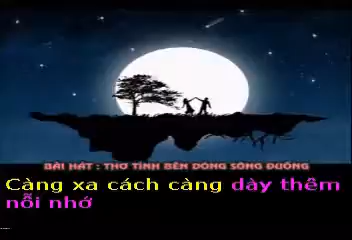 BÀI HÁT : THƠ TÌNH BÊN DÒNG SÔNG ĐUỐNG
Càng xa cách càng dày thêm
nỗi nhớ